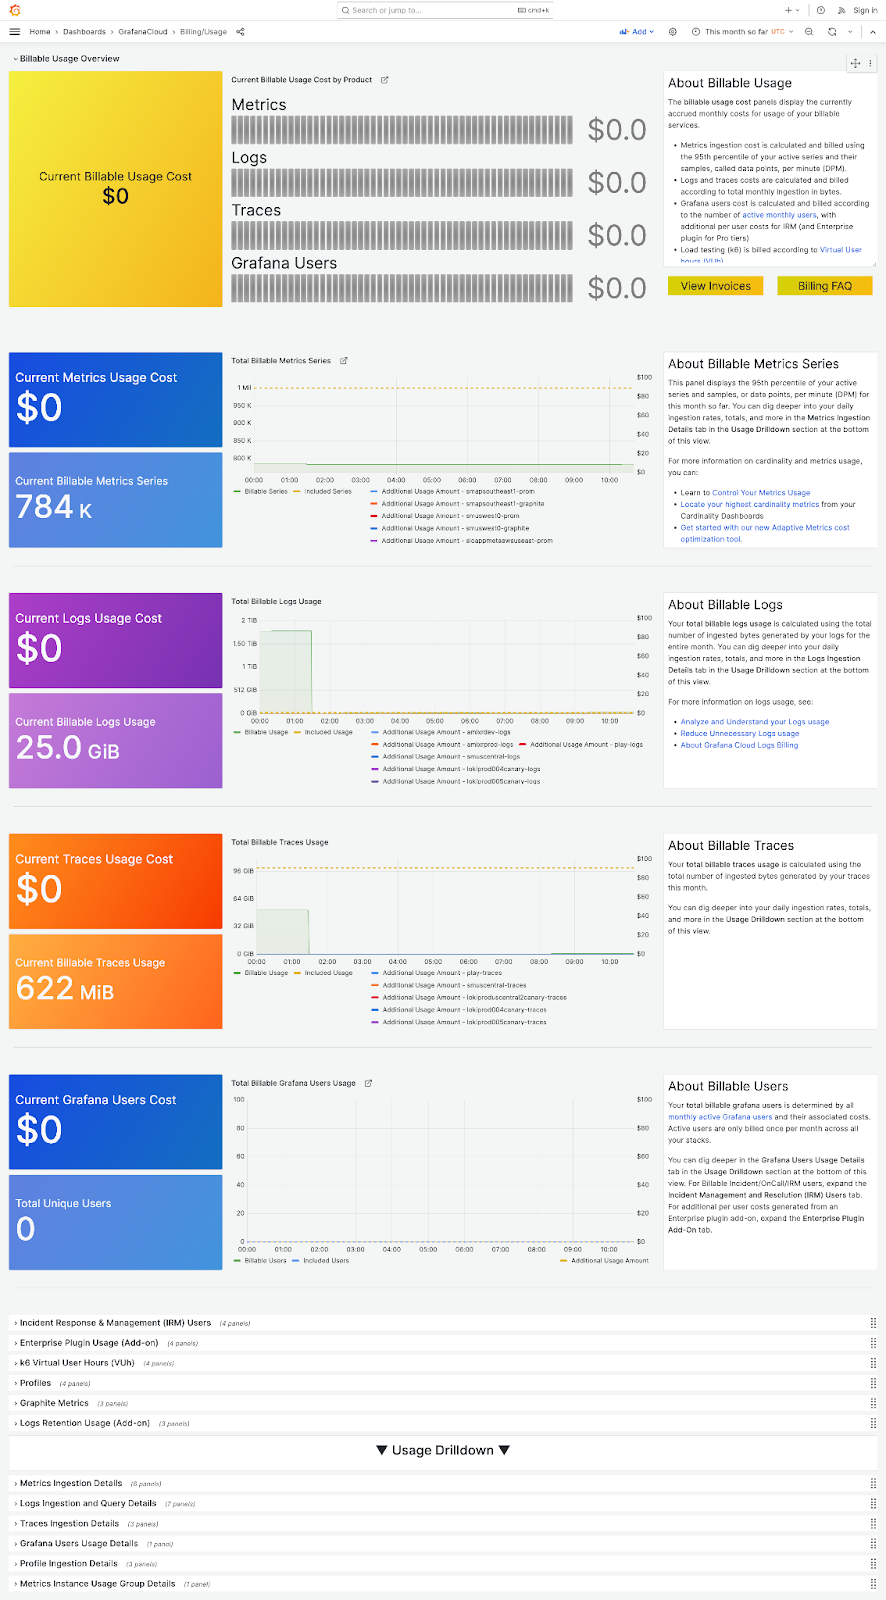 Search or jump to...
cmd+k
Sign in
Home › Dashboards › GrafanaCloud › Billing/Usage
Add
This month so far UTC
Billable Usage Overview
Current Billable Usage Cost
$0
Current Billable Usage Cost by Product
Metrics
$0.0
Logs
$0.0
Traces
$0.0
Grafana Users
$0.0
About Billable Usage
The billable usage cost panels display the currently
accrued monthly costs for usage of your billable
services.
• Metrics ingestion cost is calculated and billed using
the 95th percentile of your active series and their
samples, called data points, per minute (DPM).
• Logs and traces costs are calculated and billed
according to total monthly ingestion in bytes.
• Grafana users cost is calculated and billed according
to the number of active monthly users, with
additional per user costs for IRM (and Enterprise
plugin for Pro tiers)
• Load testing (k6) is billed according to Virtual User
hours (VUh)
View Invoices
Billing FAQ
Current Metrics Usage Cost
$0
Current Billable Metrics Series
784 K
Total Billable Metrics Series
1 Mil
950 K
900 K
850 K
800 K
$100
$80
$60
$40
$20
$0
00:00 01:00 02:00 03:00 04:00 05:00 06:00 07:00 08:00 09:00 10:00
Billable Series Included Series Additional Usage Amount - smapsoutheast1-prom
Additional Usage Amount - smapsoutheast1-graphite
Additional Usage Amount - smuswest0-prom
Additional Usage Amount - smuswest0-graphite
Additional Usage Amount - aioappmetaawsuseast-prom
About Billable Metrics Series
This panel displays the 95th percentile of your active
series and samples, or data points, per minute (DPM) for
this month so far. You can dig deeper into your daily
ingestion rates, totals, and more in the Metrics Ingestion
Details tab in the Usage Drilldown section at the bottom
of this view.
For more information on cardinality and metrics usage,
you can:
• Learn to Control Your Metrics Usage
• Locate your highest cardinality metrics from your
Cardinality Dashboards
• Get started with our new Adaptive Metrics cost
optimization tool.
Current Logs Usage Cost
$0
Current Billable Logs Usage
25.0 GiB
Total Billable Logs Usage
2 TiB
1.50 TiB
1 TiB
512 GiB
0 GiB
$100
$80
$60
$40
$20
$0
00:00 01:00 02:00 03:00 04:00 05:00 06:00 07:00 08:00 09:00 10:00
Billable Usage Included Usage Additional Usage Amount - amixrdev-logs
Additional Usage Amount - amixrprod-logs Additional Usage Amount - play-logs
Additional Usage Amount - smuscentral-logs
Additional Usage Amount - lokiprod004canary-logs
Additional Usage Amount - lokiprod005canary-logs
About Billable Logs
Your total billable logs usage is calculated using the total
number of ingested bytes generated by your logs for the
entire month. You can dig deeper into your daily
ingestion rates, totals, and more in the Logs Ingestion
Details tab in the Usage Drilldown section at the bottom
of this view.
For more information on logs usage, see:
• Analyze and Understand your Logs usage
• Reduce Unnecessary Logs usage
• About Grafana Cloud Logs Billing
Current Traces Usage Cost
$0
Current Billable Traces Usage
622 MiB
Total Billable Traces Usage
96 GiB
64 GiB
32 GiB
0 GiB
$100
$80
$60
$40
$20
$0
00:00 01:00 02:00 03:00 04:00 05:00 06:00 07:00 08:00 09:00 10:00
Billable Usage Included Usage Additional Usage Amount - play-traces
Additional Usage Amount - smuscentral-traces
Additional Usage Amount - lokiproduscentral2canary-traces
Additional Usage Amount - lokiprod004canary-traces
Additional Usage Amount - lokiprod005canary-traces
About Billable Traces
Your total billable traces usage is calculated using the
total number of ingested bytes generated by your traces
this month.
You can dig deeper into your daily ingestion rates, totals,
and more in the Usage Drilldown section at the bottom
of this view.
Current Grafana Users Cost
$0
Total Unique Users
0
Total Billable Grafana Users Usage
100
80
60
40
20
0
$100
$80
$60
$40
$20
$0
00:00 01:00 02:00 03:00 04:00 05:00 06:00 07:00 08:00 09:00 10:00
Billable Users Included Users Additional Usage Amount
About Billable Users
Your total billable grafana users is determined by all
monthly active Grafana users and their associated costs.
Active users are only billed once per month across all
your stacks.
You can dig deeper in the Grafana Users Usage Details
tab in the Usage Drilldown section at the bottom of this
view. For Billable Incident/OnCall/IRM users, expand the
Incident Management and Resolution (IRM) Users tab.
For additional per user costs generated from an
Enterprise plugin add-on, expand the Enterprise Plugin
Add-On tab.
› Incident Response & Management (IRM) Users (4 panels)
› Enterprise Plugin Usage (Add-on) (4 panels)
› k6 Virtual User Hours (VUh) (4 panels)
› Profiles (4 panels)
› Graphite Metrics (3 panels)
› Logs Retention Usage (Add-on) (3 panels)
▼ Usage Drilldown ▼
› Metrics Ingestion Details (6 panels)
› Logs Ingestion and Query Details (7 panels)
› Traces Ingestion Details (3 panels)
› Grafana Users Usage Details (1 panel)
› Profile Ingestion Details (3 panels)
› Metrics Instance Usage Group Details (1 panel)